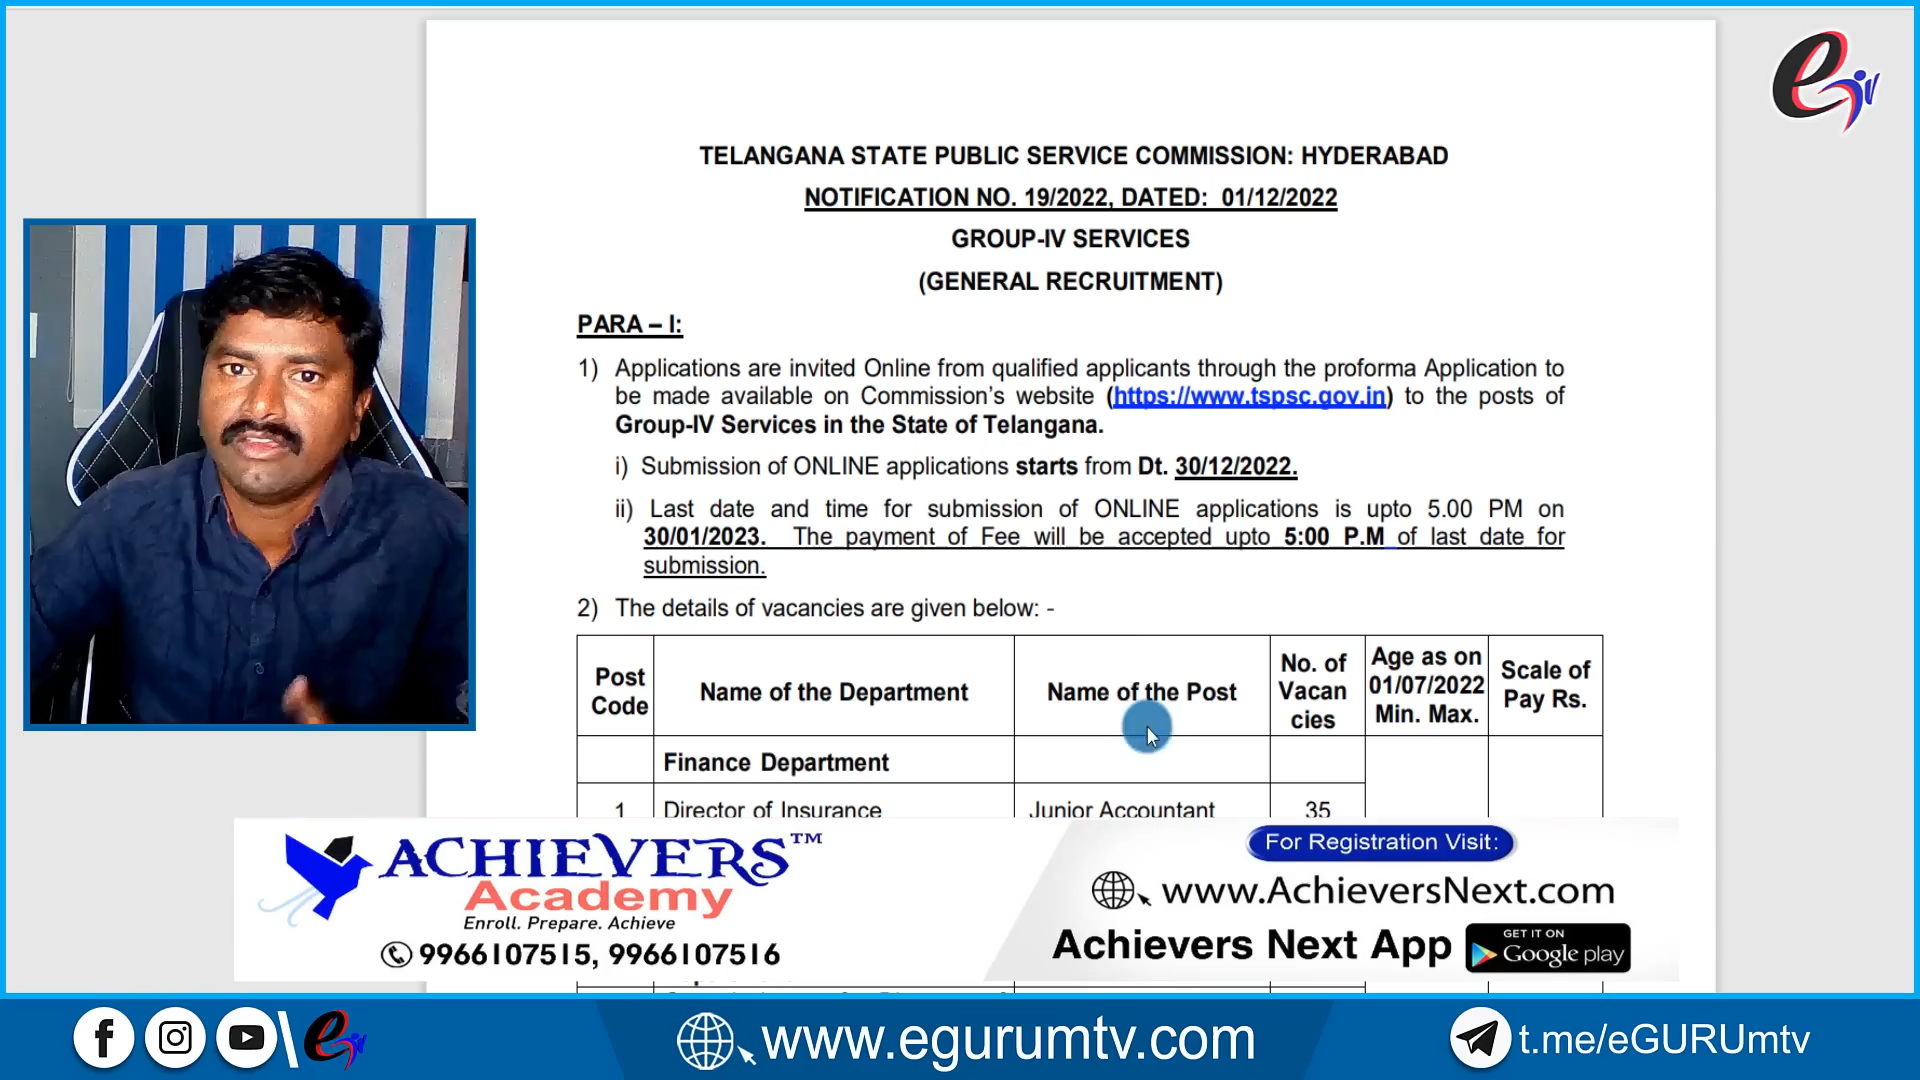 TELANGANA STATE PUBLIC SERVICE COMMISSION: HYDERABAD
NOTIFICATION NO. 19/2022, DATED: 01/12/2022
GROUP-IV SERVICES
(GENERAL RECRUITMENT)
PARA – I:
1) Applications are invited Online from qualified applicants through the proforma Application to
be made available on Commission's website (https://www.tspsc.gov.in) to the posts of
Group-IV Services in the State of Telangana.
i) Submission of ONLINE applications starts from Dt. 30/12/2022.
ii) Last date and time for submission of ONLINE applications is upto 5.00 PM on
30/01/2023. The payment of Fee will be accepted upto 5:00 P.M of last date for
submission.
2) The details of vacancies are given below: -
Post Code
Name of the Department
Name of the Post
No. of Vacan cies
Age as on 01/07/2022 Min. Max.
Scale of Pay Rs.
Finance Department
1 Director of Insurance Junior Accountant 35
ACHIEVERS™
Academy
Enroll. Prepare. Achieve
9966107515, 9966107516
For Registration Visit:
www.AchieversNext.com
Achievers Next App
GET IT ON
Google play
www.egurumtv.com
t.me/eGURUmtv